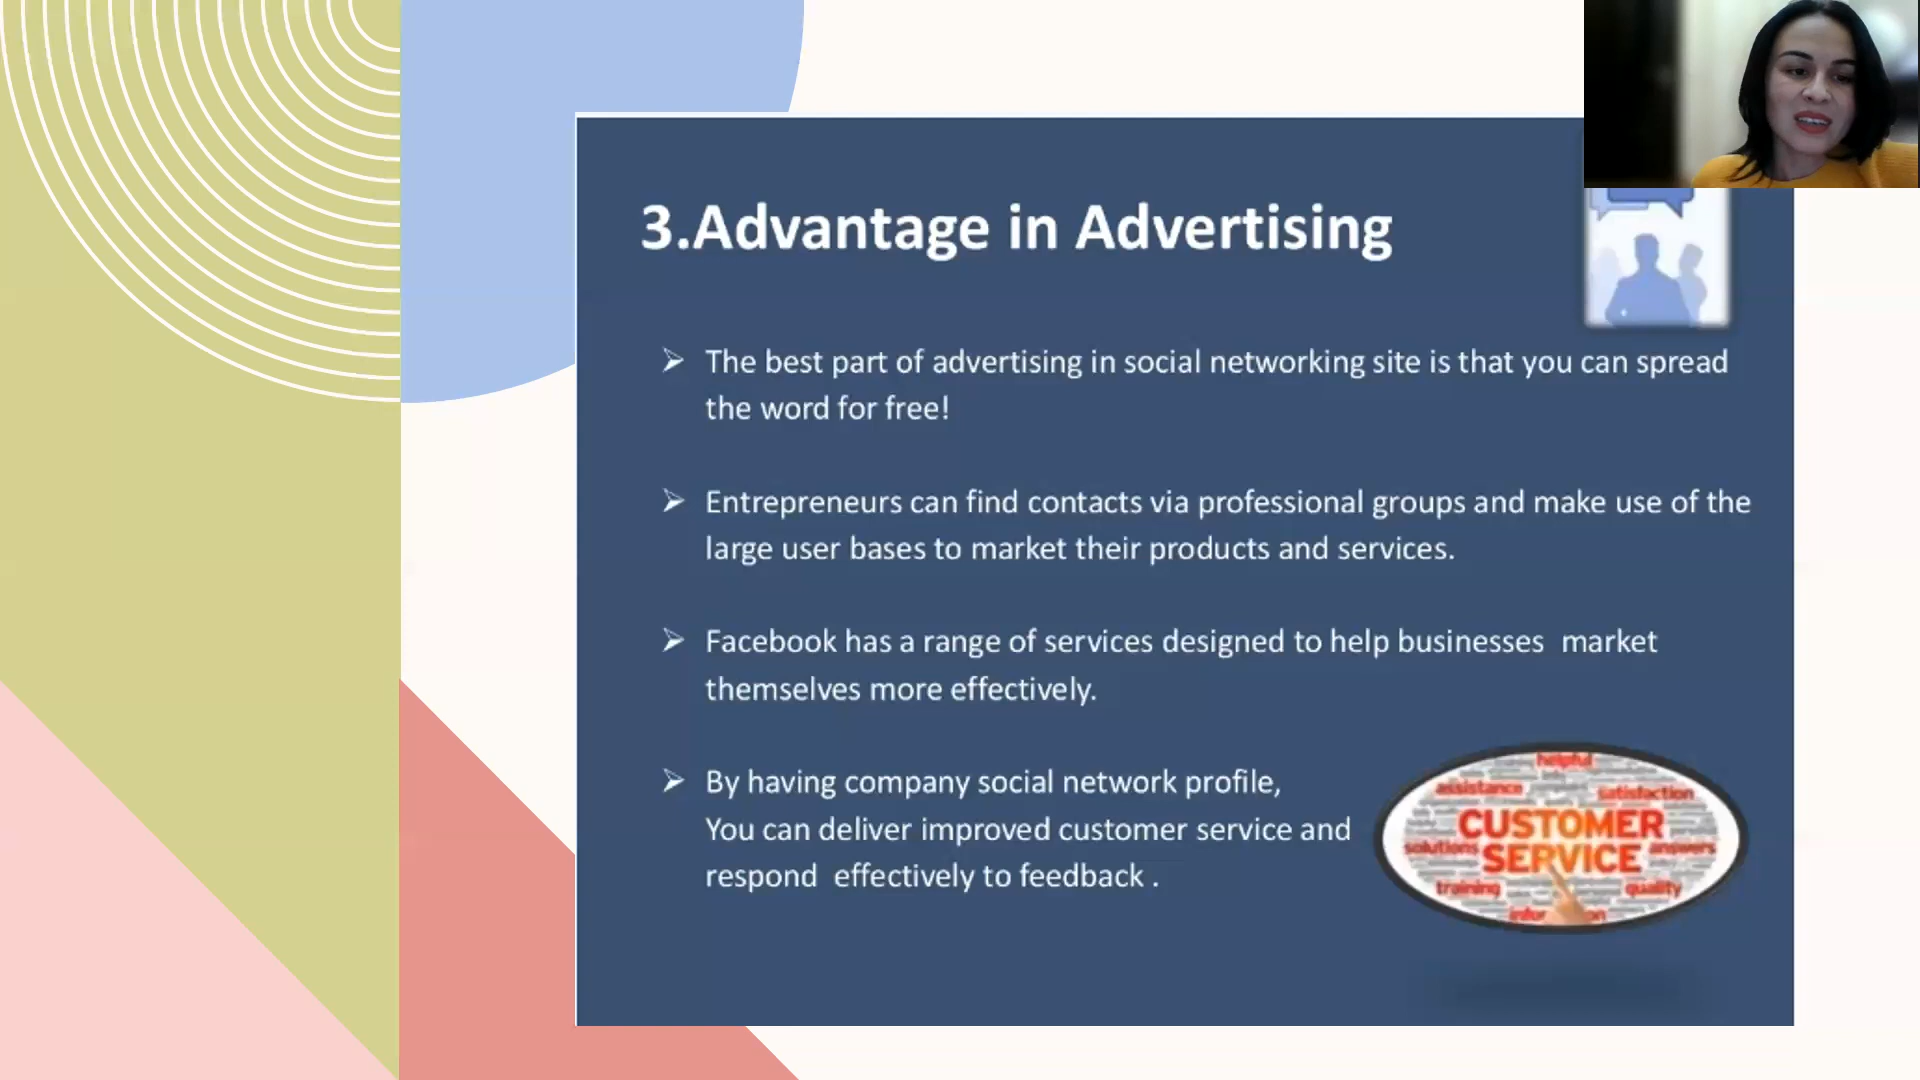 3.Advantage in Advertising
➢ The best part of advertising in social networking site is that you can spread
the word for free!
➢ Entrepreneurs can find contacts via professional groups and make use of the
large user bases to market their products and services.
➢ Facebook has a range of services designed to help businesses  market
themselves more effectively.
➢ By having company social network profile,
You can deliver improved customer service and
respond  effectively to feedback .
helpful
assistance satisfaction
CUSTOMER
solutions SERVICE answers
training quality